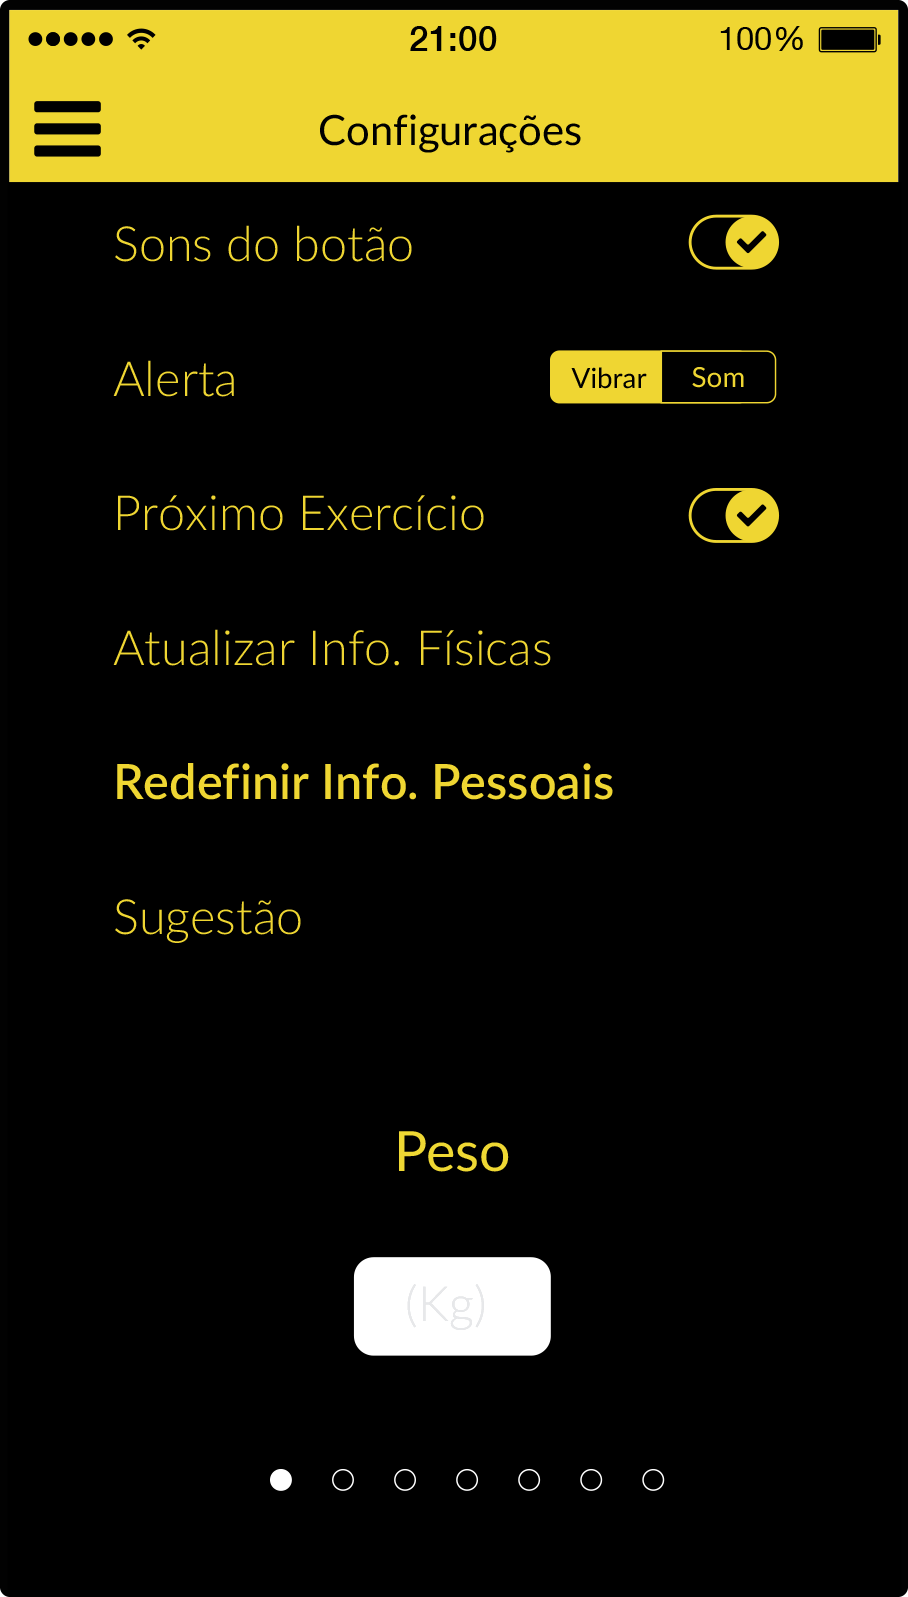 21:00 100%
Configurações
Sons do botão
Alerta Vibrar Som
Próximo Exercício
Atualizar Info. Físicas
Redefinir Info. Pessoais
Sugestão
Peso
(Kg)